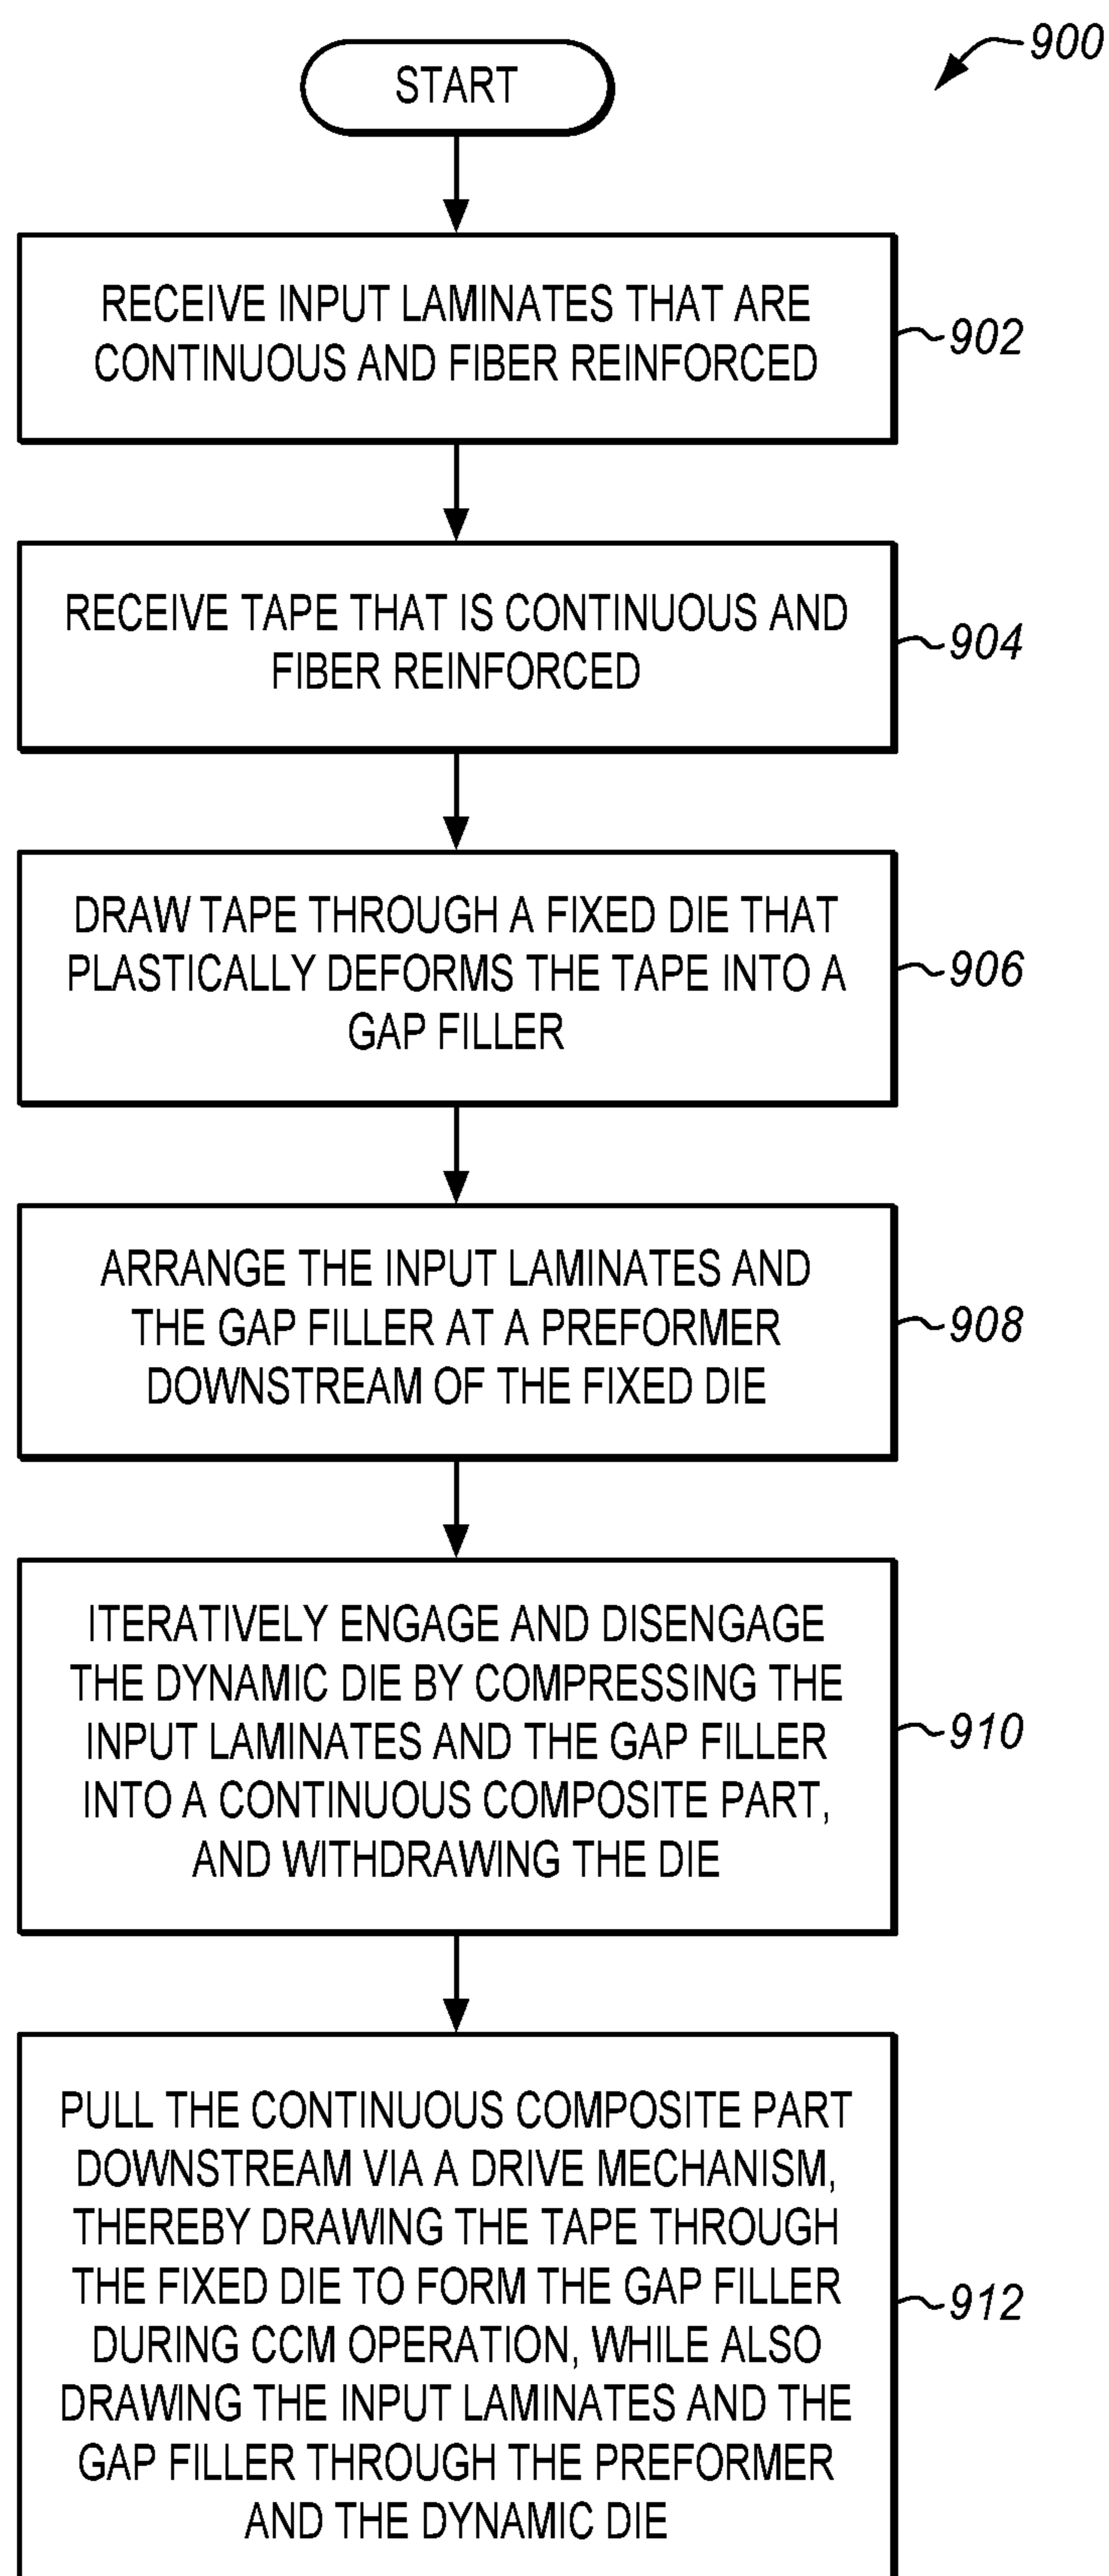 900
START
RECEIVE INPUT LAMINATES THAT ARE
CONTINUOUS AND FIBER REINFORCED
902
RECEIVE TAPE THAT IS CONTINUOUS AND
FIBER REINFORCED
904
DRAW TAPE THROUGH A FIXED DIE THAT
PLASTICALLY DEFORMS THE TAPE INTO A
GAP FILLER
906
ARRANGE THE INPUT LAMINATES AND
THE GAP FILLER AT A PREFORMER
DOWNSTREAM OF THE FIXED DIE
908
ITERATIVELY ENGAGE AND DISENGAGE
THE DYNAMIC DIE BY COMPRESSING THE
INPUT LAMINATES AND THE GAP FILLER
INTO A CONTINUOUS COMPOSITE PART,
AND WITHDRAWING THE DIE
910
PULL THE CONTINUOUS COMPOSITE PART
DOWNSTREAM VIA A DRIVE MECHANISM,
THEREBY DRAWING THE TAPE THROUGH
THE FIXED DIE TO FORM THE GAP FILLER
DURING CCM OPERATION, WHILE ALSO
DRAWING THE INPUT LAMINATES AND THE
GAP FILLER THROUGH THE PREFORMER
AND THE DYNAMIC DIE
912